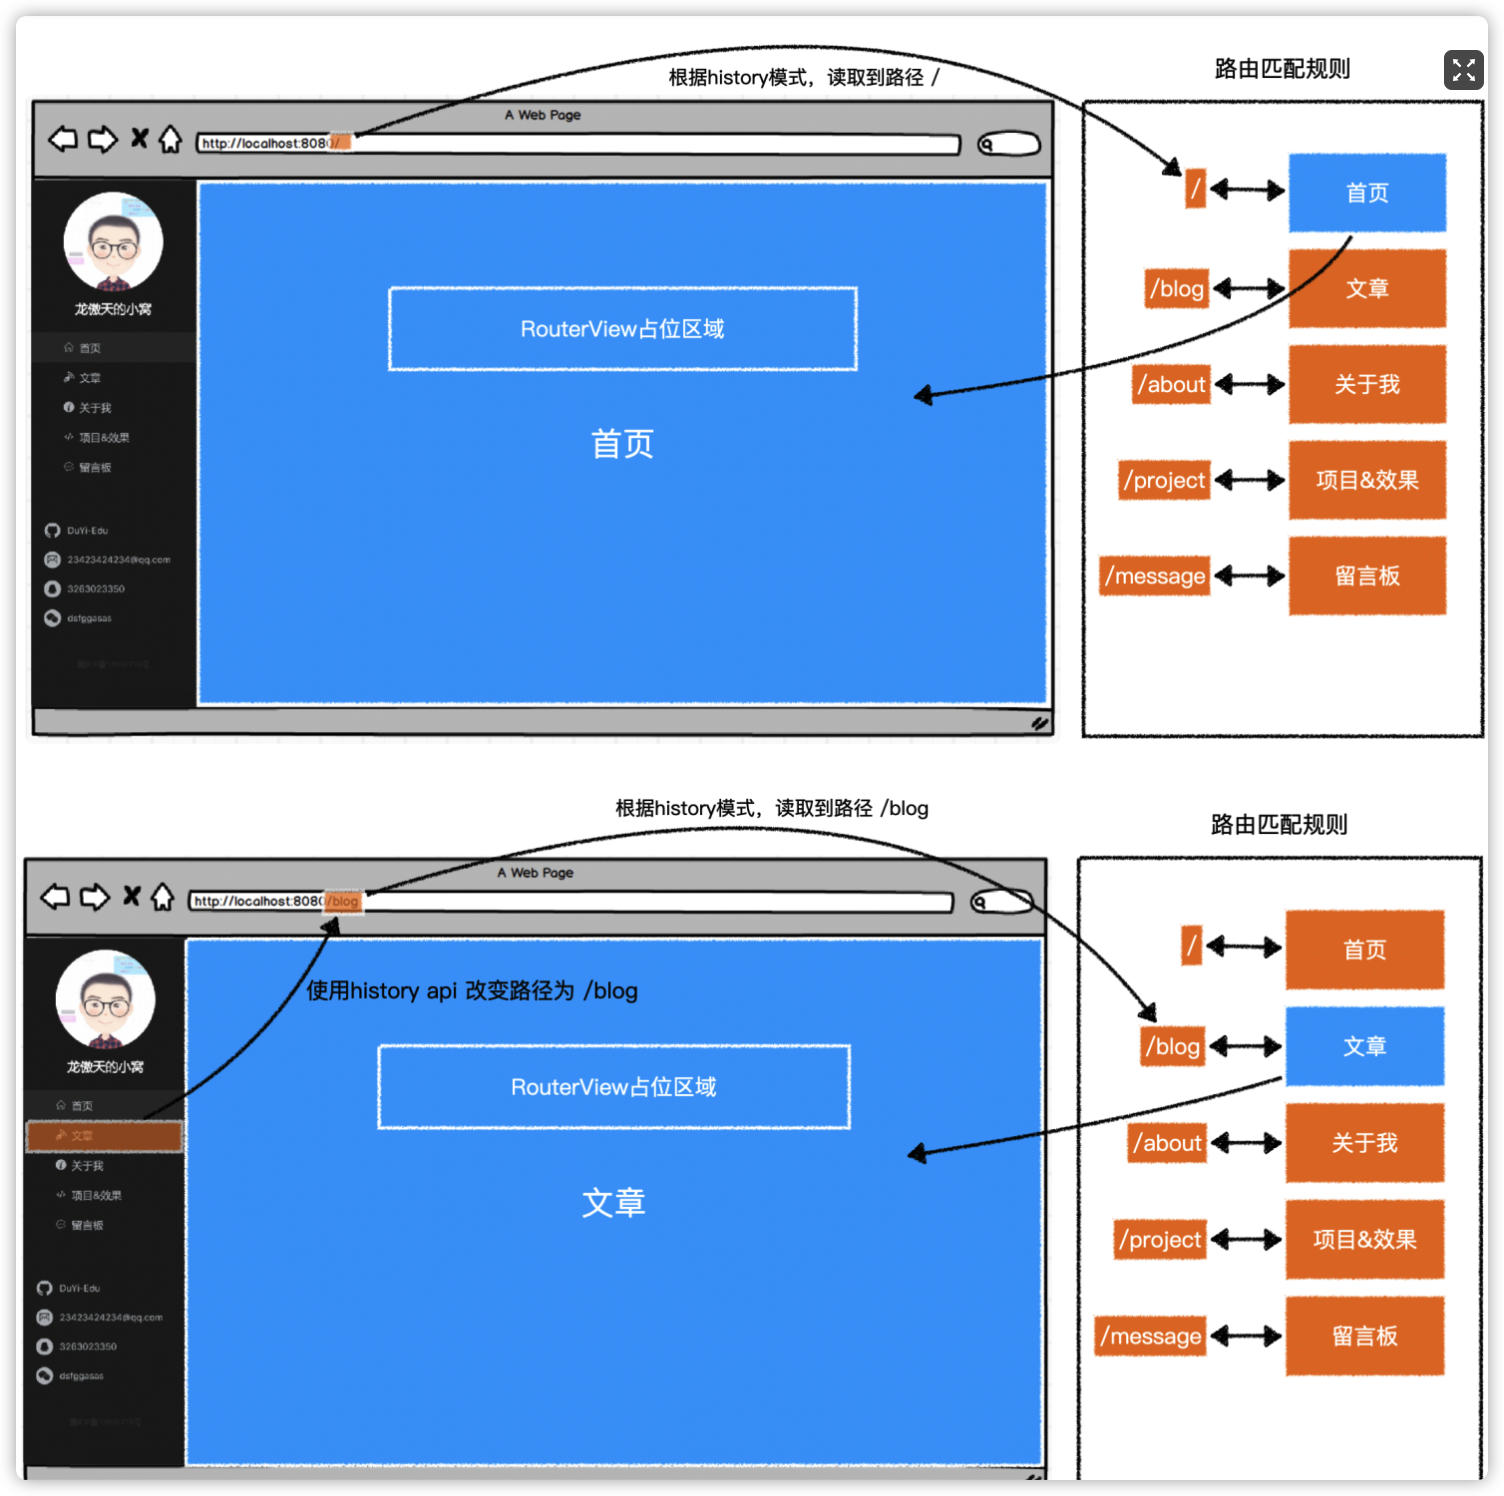 根据history模式，读取到路径 /
路由匹配规则
A Web Page
http://localhost:8080/
龙傲天的小窝
首页
文章
关于我
项目&效果
留言板
DuYi-Edu
23423424234@qq.com
3263023350
dsfggasas
RouterView占位区域
首页
/
首页
/blog
文章
/about
关于我
/project
项目&效果
/message
留言板
根据history模式，读取到路径 /blog
路由匹配规则
A Web Page
http://localhost:8080/blog
使用history api 改变路径为 /blog
龙傲天的小窝
首页
文章
关于我
项目&效果
留言板
DuYi-Edu
23423424234@qq.com
3263023350
dsfggasas
RouterView占位区域
文章
/
首页
/blog
文章
/about
关于我
/project
项目&效果
/message
留言板